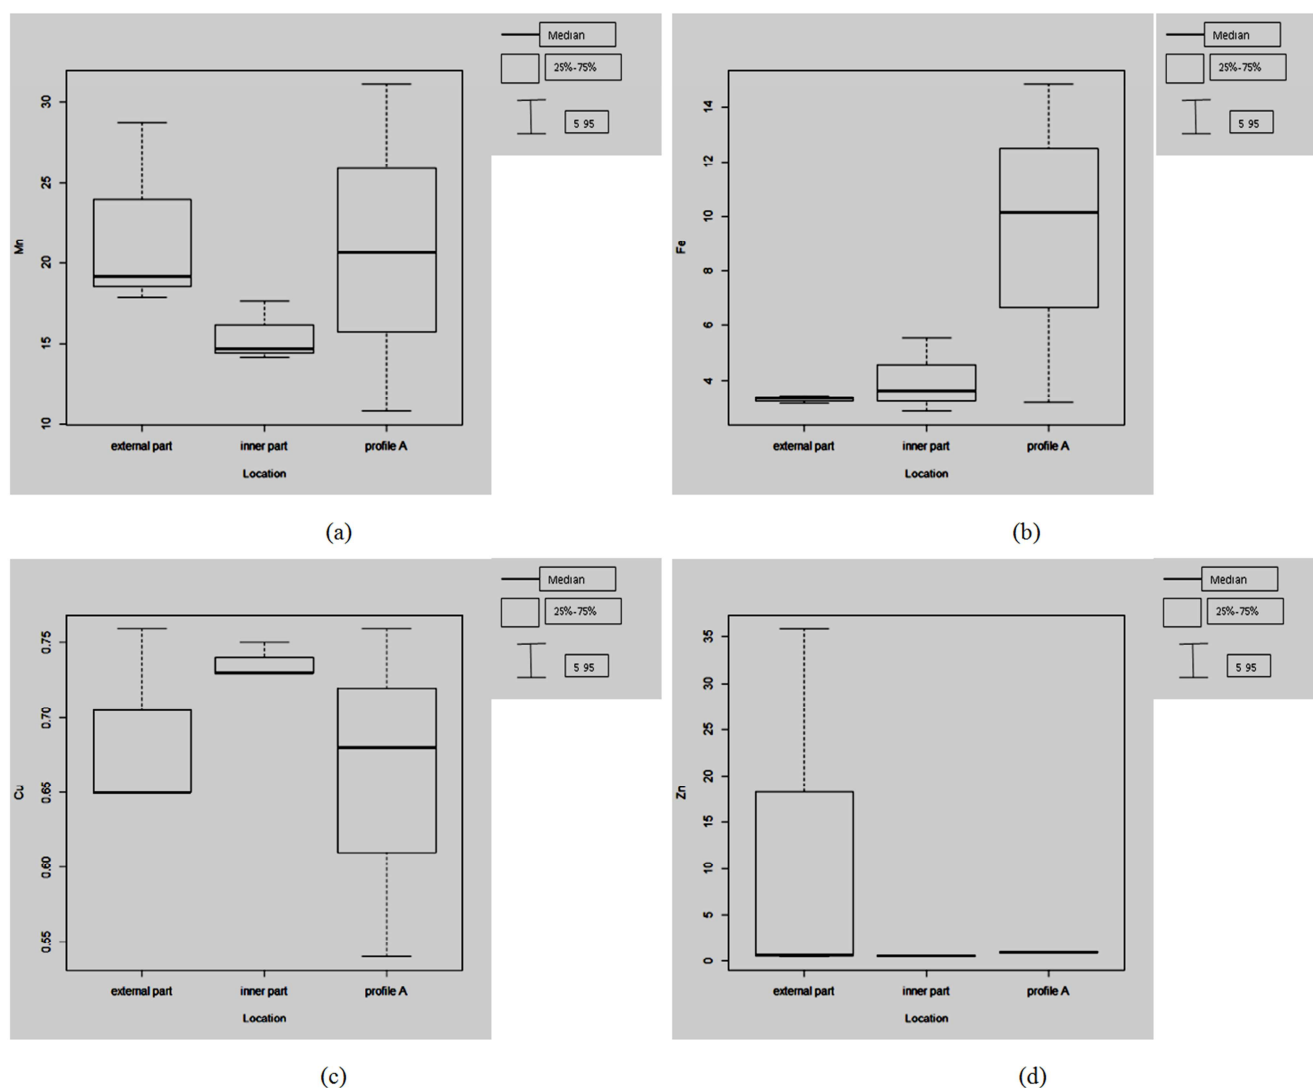 Median
25%-75%
5 95
30
25
20
15
10
Mn
external part
inner part
profile A
Location
(a)
Median
25%-75%
5 95
14
12
10
8
6
4
Fe
external part
inner part
profile A
Location
(b)
Median
25%-75%
5 95
0.75
0.70
0.65
0.60
0.55
Cu
external part
inner part
profile A
Location
(c)
Median
25%-75%
5 95
35
30
25
20
15
10
5
0
Zn
external part
inner part
profile A
Location
(d)